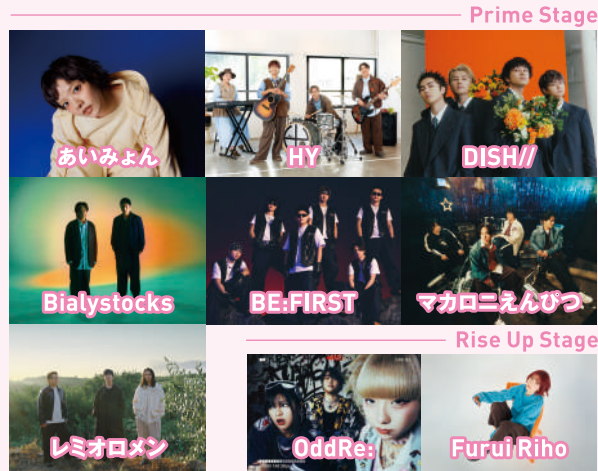 Prime Stage
あいみょん
HY
DISH//
Bialystocks
BE:FIRST
マカロニえんぴつ
レミオロメン
Rise Up Stage
OddRe:
Furui Riho